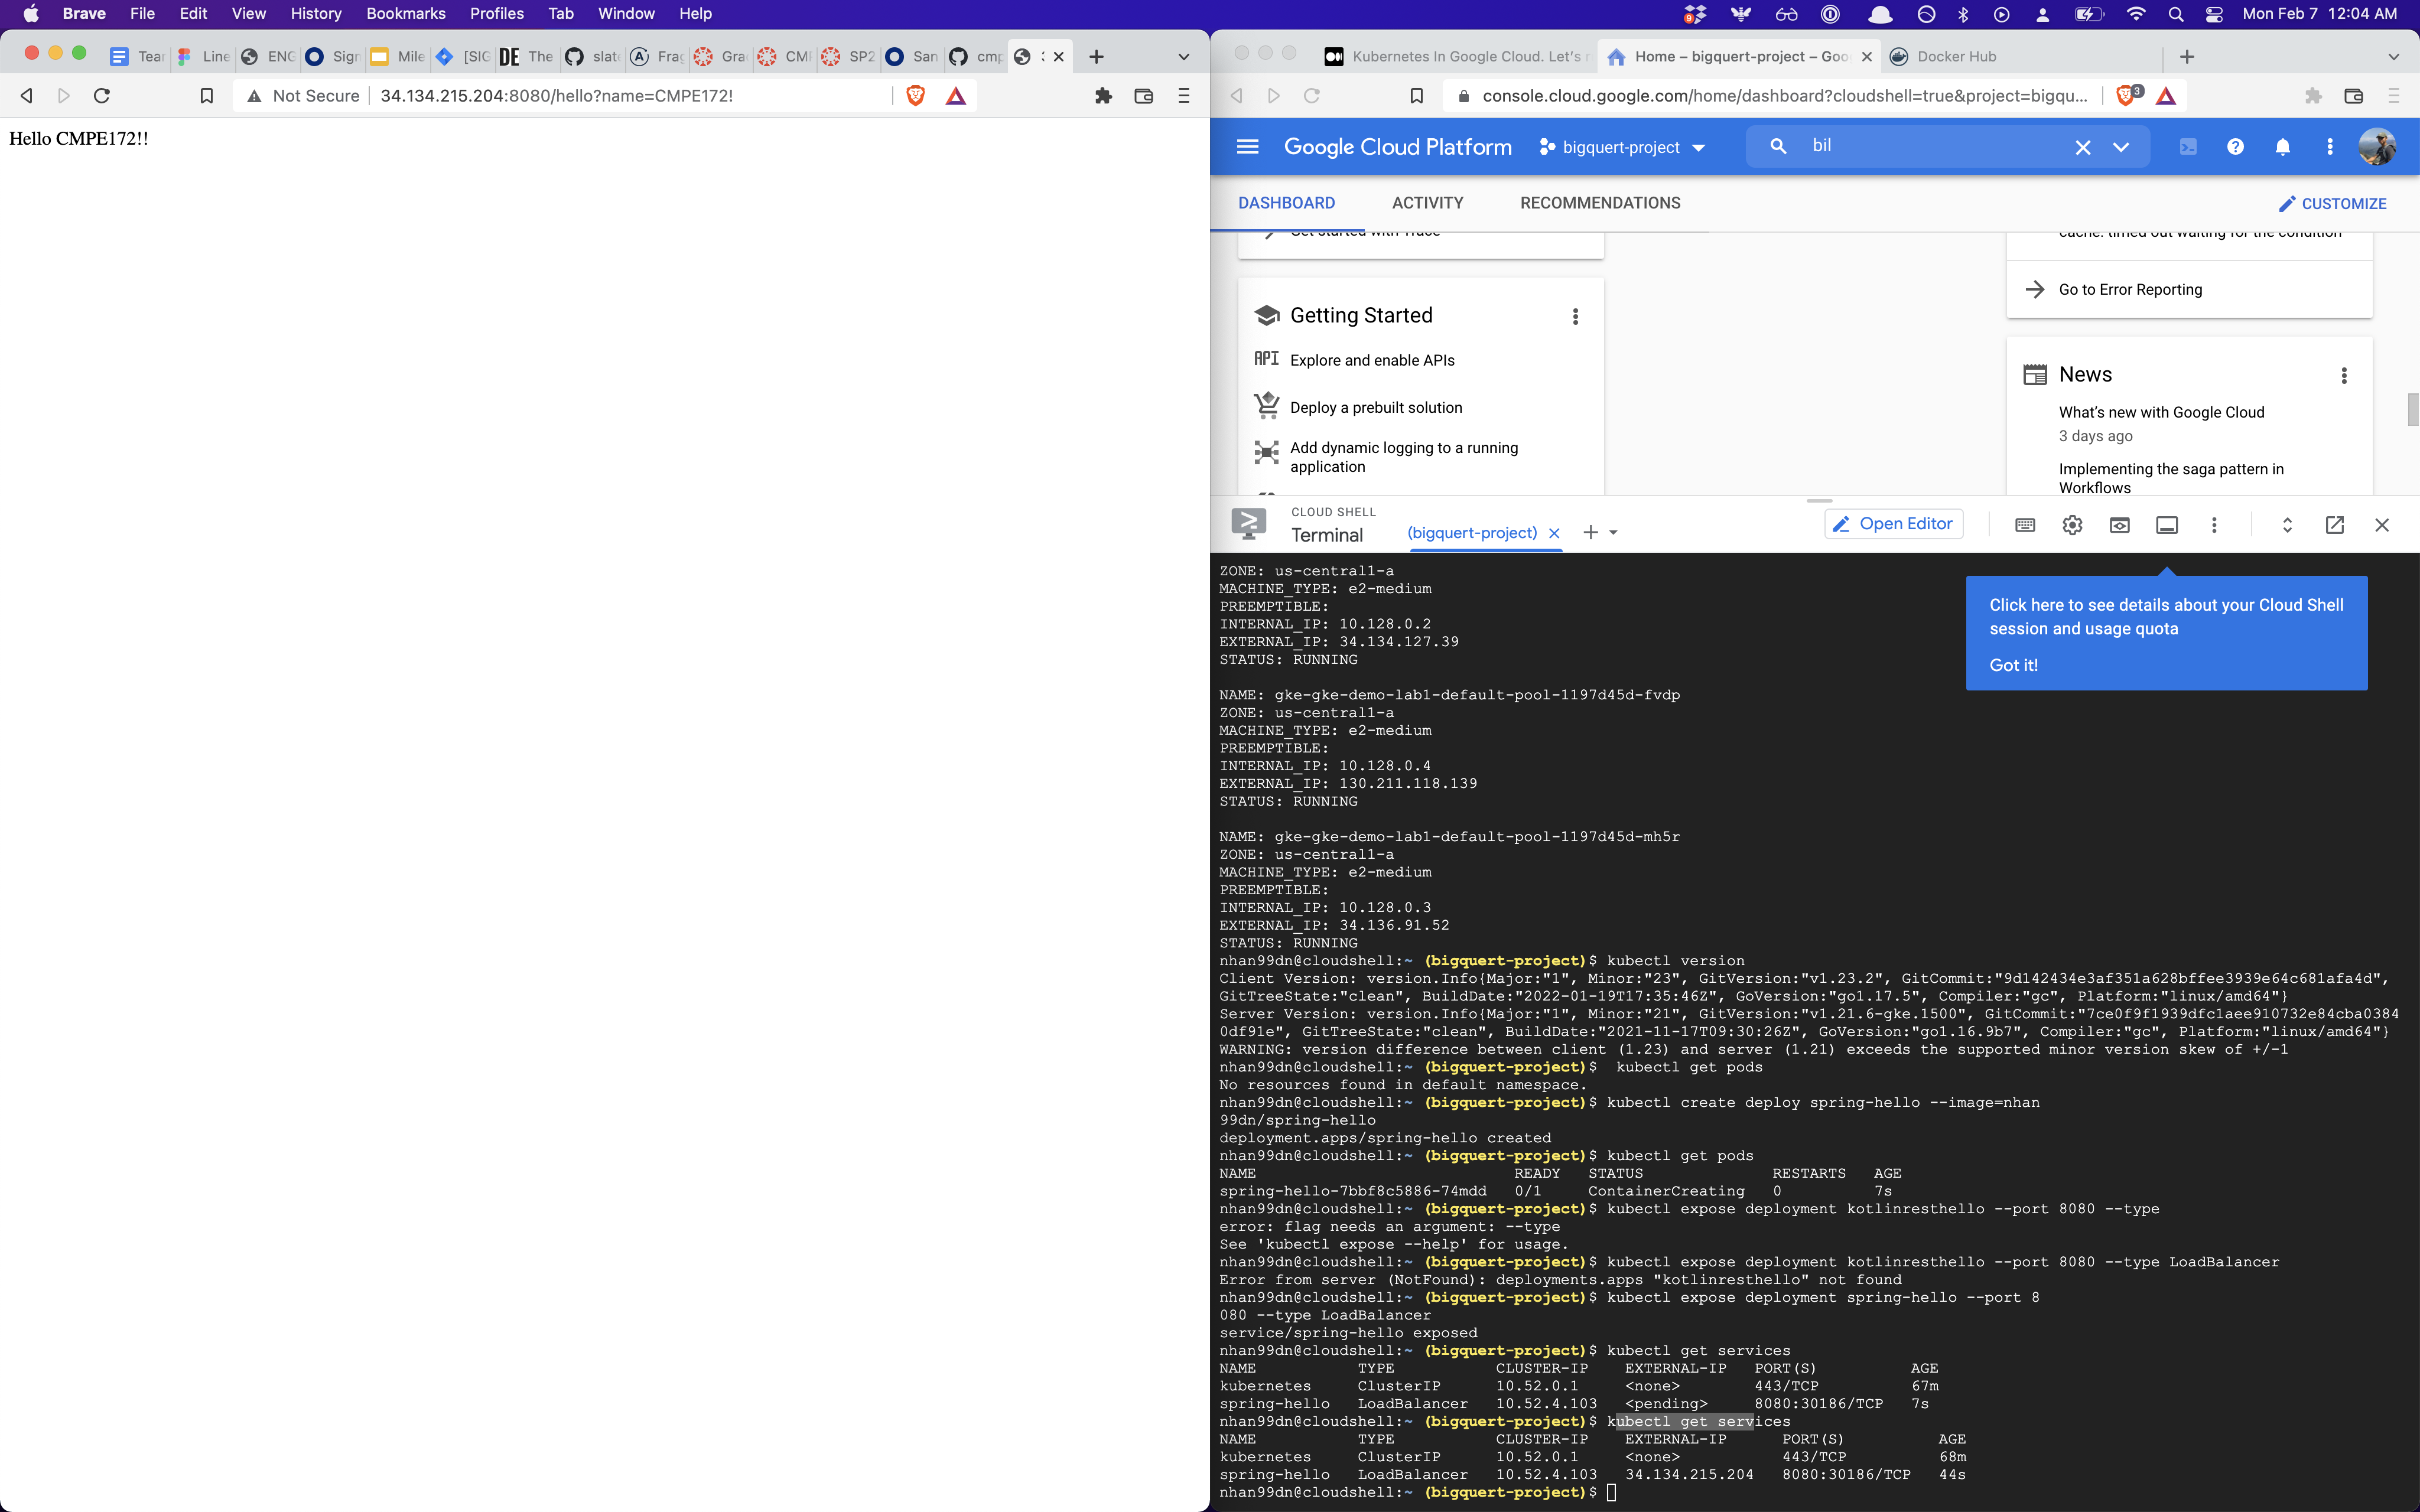 Brave File Edit View History Bookmarks Profiles Tab Window Help
9
Mon Feb 7 12:04 AM
Tear
Line
ENG
Sign
Mile
[SIG
DE The
slat
Frag
Gra
CMI
SP2
San
cmp
Not Secure 34.134.215.204:8080/hello?name=CMPE172!
Hello CMPE172!!
Kubernetes In Google Cloud. Let's r
Home – bigquert-project – Goo
Docker Hub
console.cloud.google.com/home/dashboard?cloudshell=true&project=bigqu...
3
Google Cloud Platform
bigquert-project
bil
DASHBOARD
ACTIVITY
RECOMMENDATIONS
CUSTOMIZE
Get started with Trace
cache: timed out waiting for the condition
Go to Error Reporting
Getting Started
API Explore and enable APIs
Deploy a prebuilt solution
Add dynamic logging to a running
application
News
What's new with Google Cloud
3 days ago
Implementing the saga pattern in
Workflows
CLOUD SHELL
Terminal
(bigquert-project)
Open Editor
Click here to see details about your Cloud Shell
session and usage quota
Got it!
ZONE: us-central1-a
MACHINE_TYPE: e2-medium
PREEMPTIBLE:
INTERNAL_IP: 10.128.0.2
EXTERNAL_IP: 34.134.127.39
STATUS: RUNNING
NAME: gke-gke-demo-lab1-default-pool-1197d45d-fvdp
ZONE: us-central1-a
MACHINE_TYPE: e2-medium
PREEMPTIBLE:
INTERNAL_IP: 10.128.0.4
EXTERNAL_IP: 130.211.118.139
STATUS: RUNNING
NAME: gke-gke-demo-lab1-default-pool-1197d45d-mh5r
ZONE: us-central1-a
MACHINE_TYPE: e2-medium
PREEMPTIBLE:
INTERNAL_IP: 10.128.0.3
EXTERNAL_IP: 34.136.91.52
STATUS: RUNNING
nhan99dn@cloudshell:~ (bigquert-project)$ kubectl version
Client Version: version.Info{Major:"1", Minor:"23", GitVersion:"v1.23.2", GitCommit:"9d142434e3af351a628bffee3939e64c681afa4d",
GitTreeState:"clean", BuildDate:"2022-01-19T17:35:46Z", GoVersion:"go1.17.5", Compiler:"gc", Platform:"linux/amd64"}
Server Version: version.Info{Major:"1", Minor:"21", GitVersion:"v1.21.6-gke.1500", GitCommit:"7ce0f9f1939dfc1aee910732e84cba0384
0df91e", GitTreeState:"clean", BuildDate:"2021-11-17T09:30:26Z", GoVersion:"go1.16.9b7", Compiler:"gc", Platform:"linux/amd64"}
WARNING: version difference between client (1.23) and server (1.21) exceeds the supported minor version skew of +/-1
nhan99dn@cloudshell:~ (bigquert-project)$  kubectl get pods
No resources found in default namespace.
nhan99dn@cloudshell:~ (bigquert-project)$ kubectl create deploy spring-hello --image=nhan
99dn/spring-hello
deployment.apps/spring-hello created
nhan99dn@cloudshell:~ (bigquert-project)$ kubectl get pods
NAME READY STATUS RESTARTS AGE
spring-hello-7bbf8c5886-74mdd 0/1 ContainerCreating 0 7s
nhan99dn@cloudshell:~ (bigquert-project)$ kubectl expose deployment kotlinresthello --port 8080 --type
error: flag needs an argument: --type
See 'kubectl expose --help' for usage.
nhan99dn@cloudshell:~ (bigquert-project)$ kubectl expose deployment kotlinresthello --port 8080 --type LoadBalancer
Error from server (NotFound): deployments.apps "kotlinresthello" not found
nhan99dn@cloudshell:~ (bigquert-project)$ kubectl expose deployment spring-hello --port 8
080 --type LoadBalancer
service/spring-hello exposed
nhan99dn@cloudshell:~ (bigquert-project)$ kubectl get services
NAME TYPE CLUSTER-IP EXTERNAL-IP PORT(S) AGE
kubernetes ClusterIP 10.52.0.1 <none> 443/TCP 67m
spring-hello LoadBalancer 10.52.4.103 <pending> 8080:30186/TCP 7s
nhan99dn@cloudshell:~ (bigquert-project)$ kubectl get services
NAME TYPE CLUSTER-IP EXTERNAL-IP PORT(S) AGE
kubernetes ClusterIP 10.52.0.1 <none> 443/TCP 68m
spring-hello LoadBalancer 10.52.4.103 34.134.215.204 8080:30186/TCP 44s
nhan99dn@cloudshell:~ (bigquert-project)$